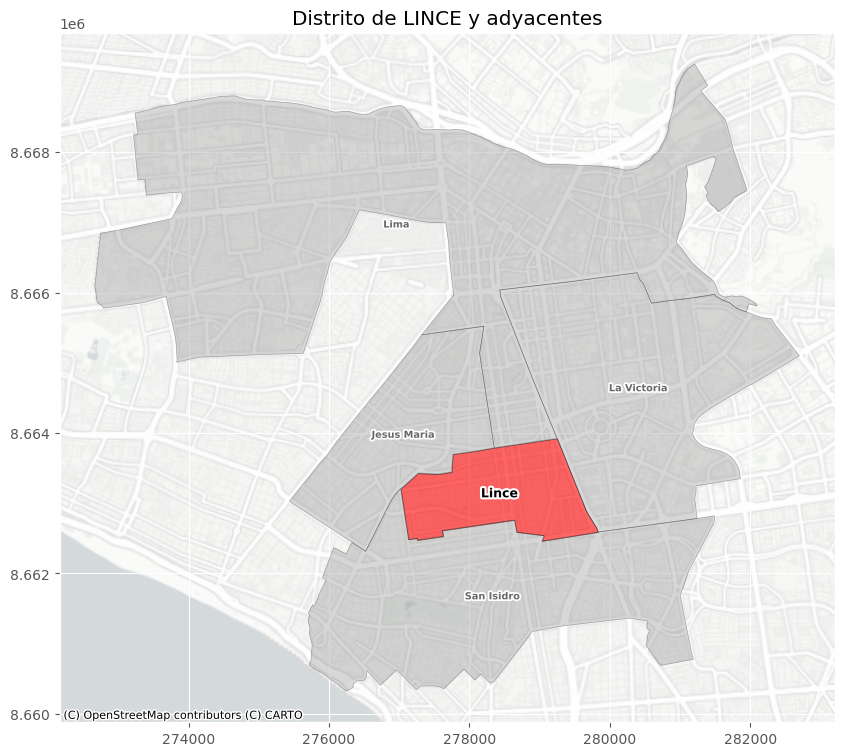 Distrito de LINCE y adyacentes
1e6
8.668
8.666
8.664
8.662
8.660
Lima
La Victoria
Jesus Maria
Lince
San Isidro
(C) OpenStreetMap contributors (C) CARTO
274000
276000
278000
280000
282000